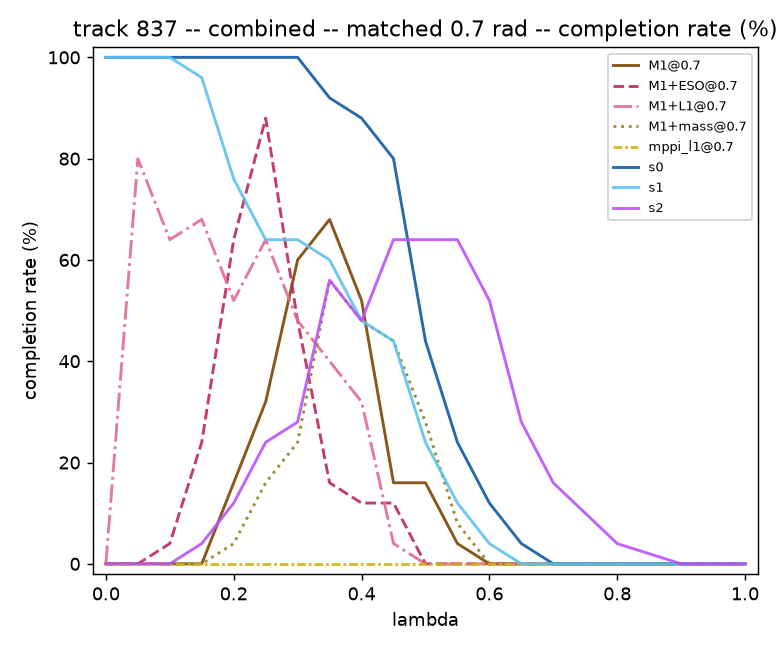 track 837 -- combined -- matched 0.7 rad -- completion rate (%)
completion rate (%)
100
80
60
40
20
0
0.0 0.2 0.4 0.6 0.8 1.0
lambda
M1@0.7
M1+ESO@0.7
M1+L1@0.7
M1+mass@0.7
mppi_l1@0.7
s0
s1
s2